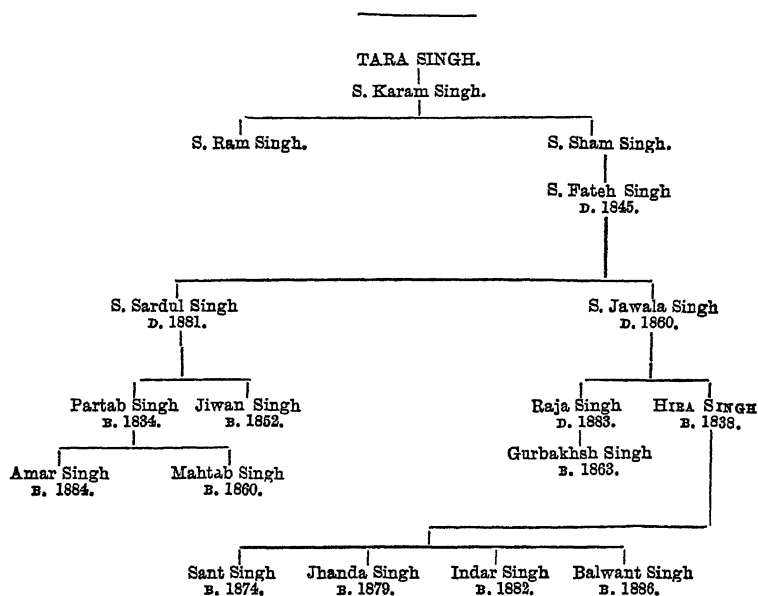 TARA SINGH.
S. Karam Singh.
S. Ram Singh. S. Sham Singh.
S. Fateh Singh
D. 1845.
S. Sardul Singh S. Jawala Singh
D. 1881. D. 1860.
Partab Singh Jiwan Singh Raja Singh HIRA SINGH
B. 1834. B. 1852. D. 1883. B. 1838.
Gurbakhsh Singh
B. 1863.
Amar Singh Mahtab Singh
B. 1884. B. 1860.
Sant Singh Jhanda Singh Indar Singh Balwant Singh
B. 1874. B. 1879. B. 1882. B. 1886.